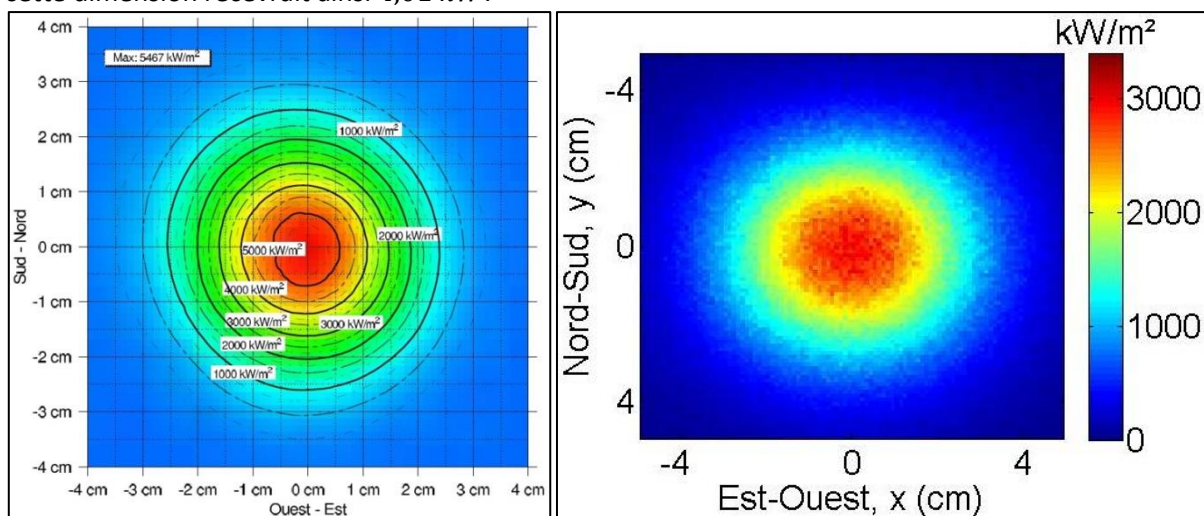 cette dimension recevrait ainsi
Max: 5467 kW/m²
4 cm
3 cm
2 cm
1 cm
0 cm
-1 cm
-2 cm
-3 cm
-4 cm
Sud - Nord
1000 kW/m²
2000 kW/m²
5000 kW/m²
4000 kW/m²
3000 kW/m²
3000 kW/m²
2000 kW/m²
1000 kW/m²
-4 cm -3 cm -2 cm -1 cm 0 cm 1 cm 2 cm 3 cm 4 cm
Ouest - Est
kW/m²
3000
2000
1000
0
-4
0
4
Nord-Sud, y (cm)
-4 0 4
Est-Ouest, x (cm)